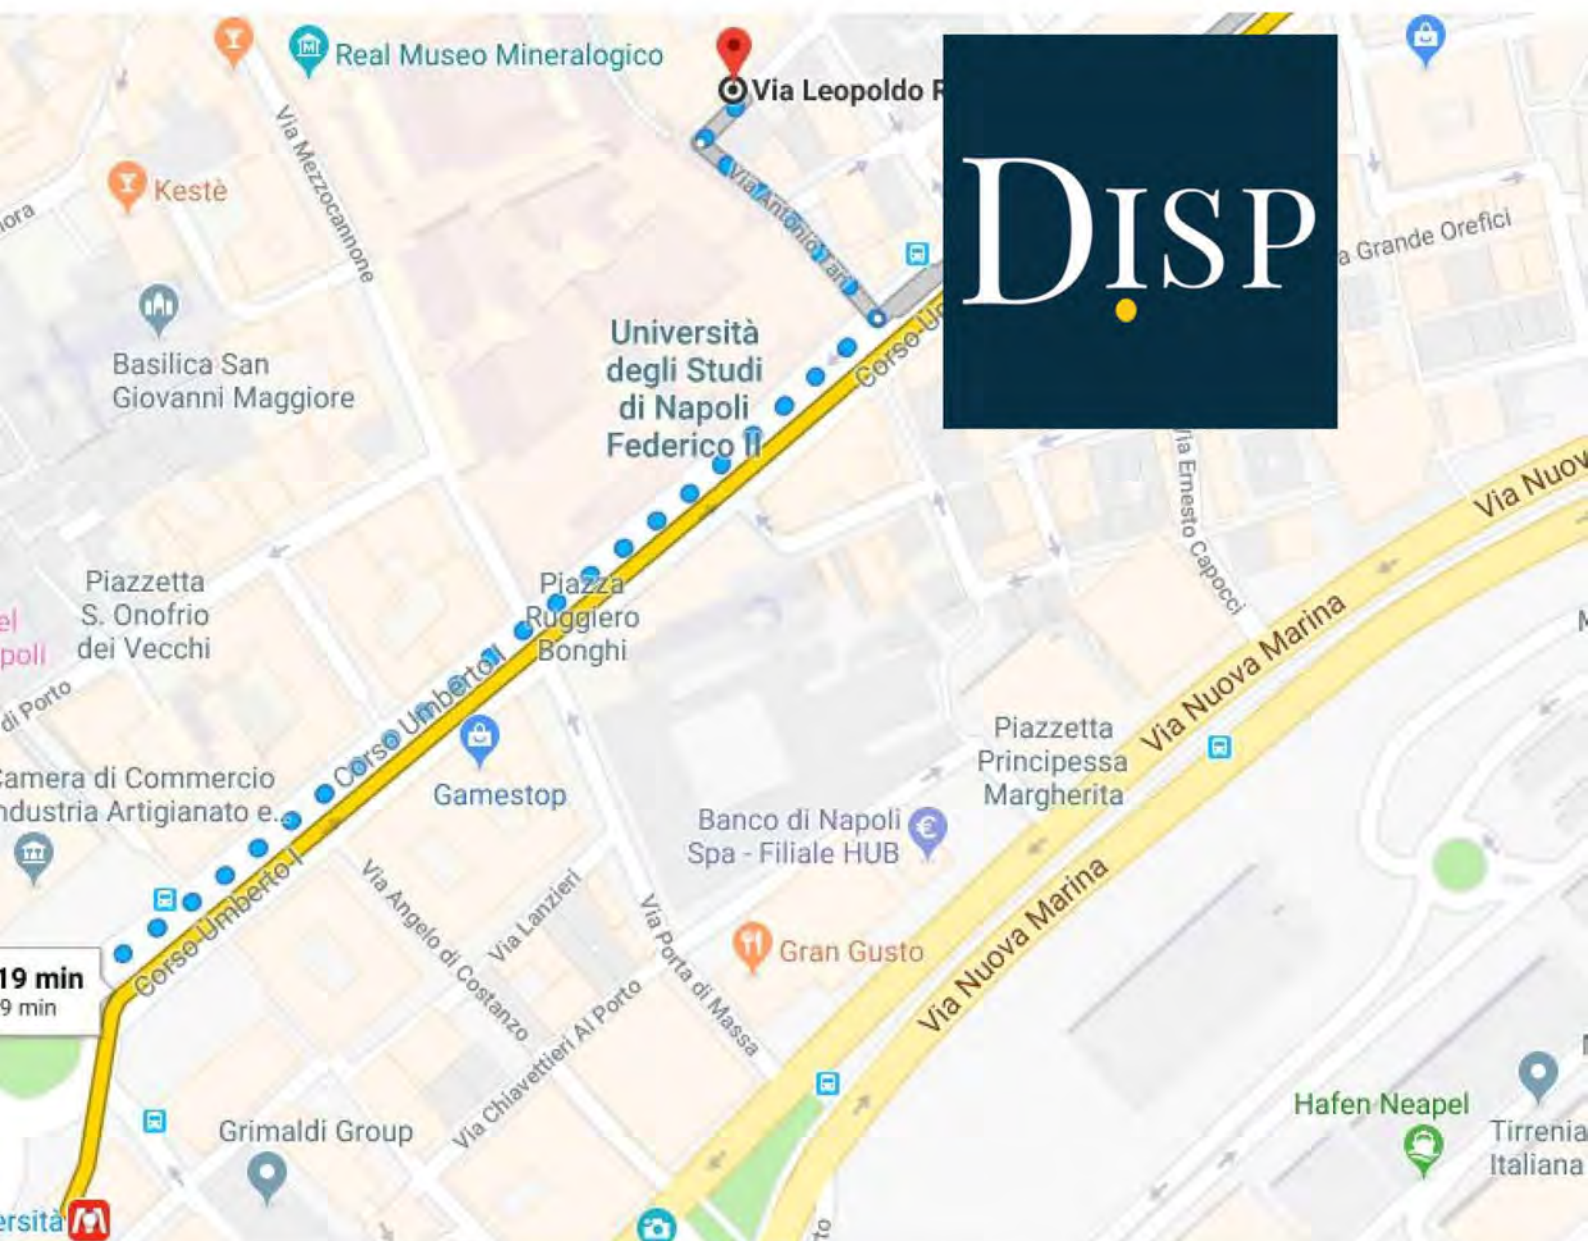 Real Museo Mineralogico
Via Leopoldo
DISP
Via Mezzocannone
Kestè
Via Antonio Tari
Grande Orefici
Basilica San
Giovanni Maggiore
Università
degli Studi
di Napoli
Federico II
Corso
Via Ernesto Capocci
Via Nuov
Piazzetta
S. Onofrio
dei Vecchi
Piazza
Ruggiero
Bonghi
di Porto
Corso Umberto I
Via Nuova Marina
Piazzetta
Principessa
Margherita
Camera di Commercio
ndustria Artigianato e...
Gamestop
Banco di Napoli
Spa - Filiale HUB
€
Corso Umberto I
Via Angelo di Costanzo
Via Lanzieri
Via Porta di Massa
Gran Gusto
Via Nuova Marina
19 min
9 min
Via Chiavettieri Al Porto
Hafen Neapel
Grimaldi Group
Tirrenia
Italiana
ersità